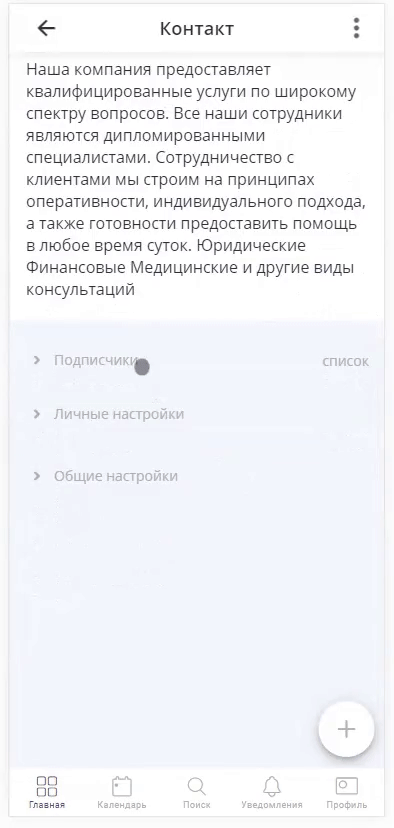 Контакт
Наша компания предоставляет
квалифицированные услуги по широкому
спектру вопросов. Все наши сотрудники
являются дипломированными
специалистами. Сотрудничество с
клиентами мы строим на принципах
оперативности, индивидуального подхода,
а также готовности предоставить помощь
в любое время суток. Юридические
Финансовые Медицинские и другие виды
консультаций
Подписчики список
Личные настройки
Общие настройки
Главная Календарь Поиск Уведомления Профиль